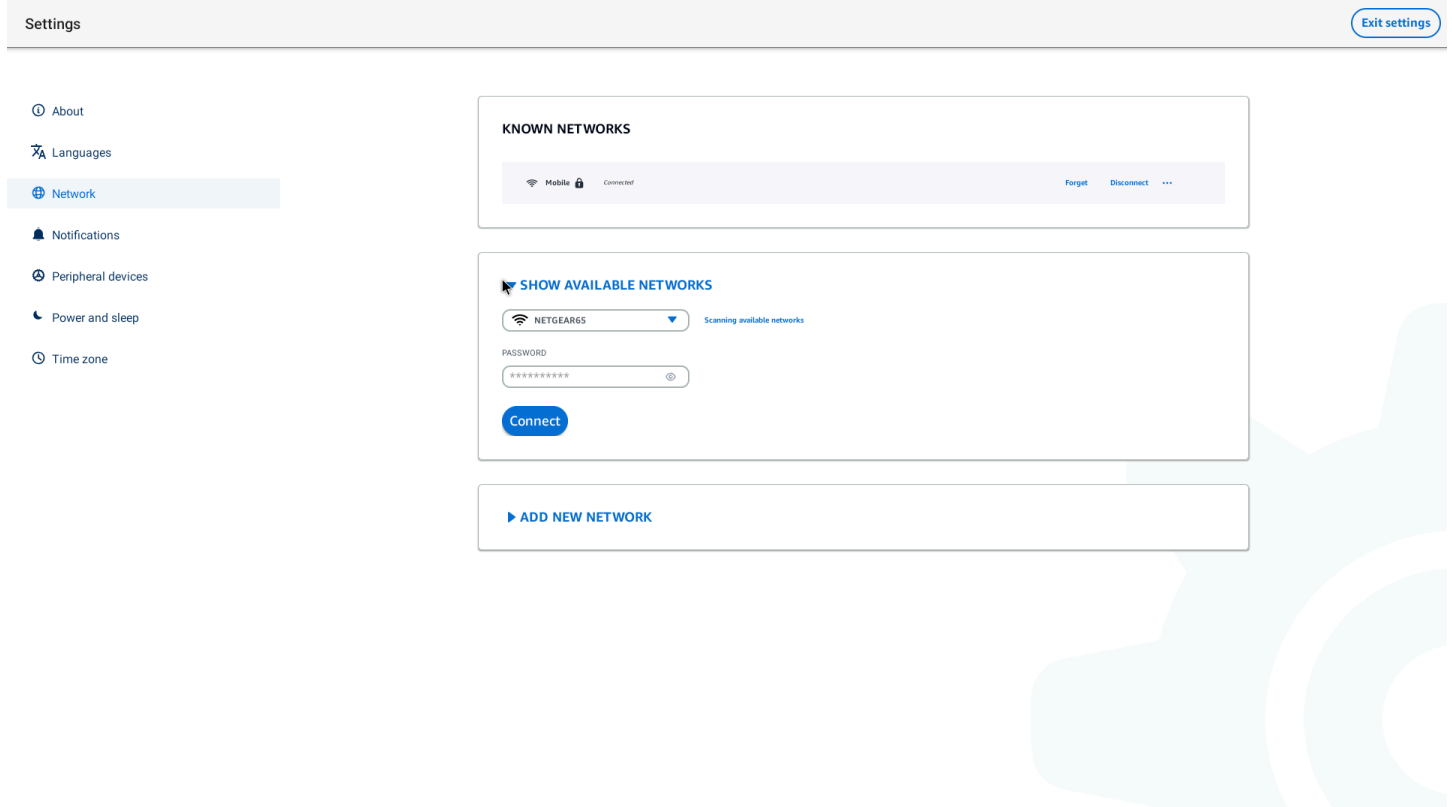 Settings
Exit settings
About
Languages
Network
Notifications
Peripheral devices
Power and sleep
Time zone
KNOWN NETWORKS
Mobile Connected Forget Disconnect ...
SHOW AVAILABLE NETWORKS
NETGEAR65 Scanning available networks
PASSWORD
**********
Connect
ADD NEW NETWORK